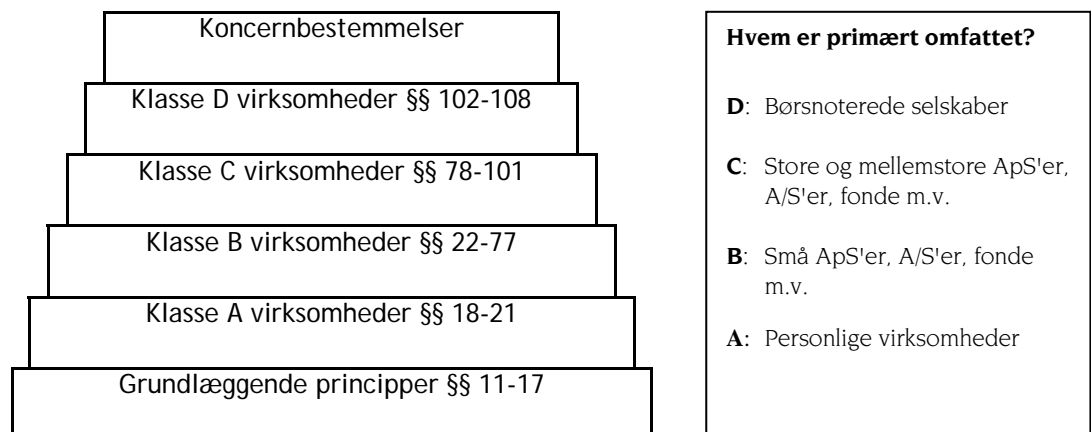 Koncernbestemmelser
Klasse D virksomheder §§ 102-108
Klasse C virksomheder §§ 78-101
Klasse B virksomheder §§ 22-77
Klasse A virksomheder §§ 18-21
Grundlæggende principper §§ 11-17
Hvem er primært omfattet?
D: Børsnoterede selskaber
C: Store og mellemstore ApS'er,
A/S'er, fonde m.v.
B: Små ApS'er, A/S'er, fonde
m.v.
A: Personlige virksomheder